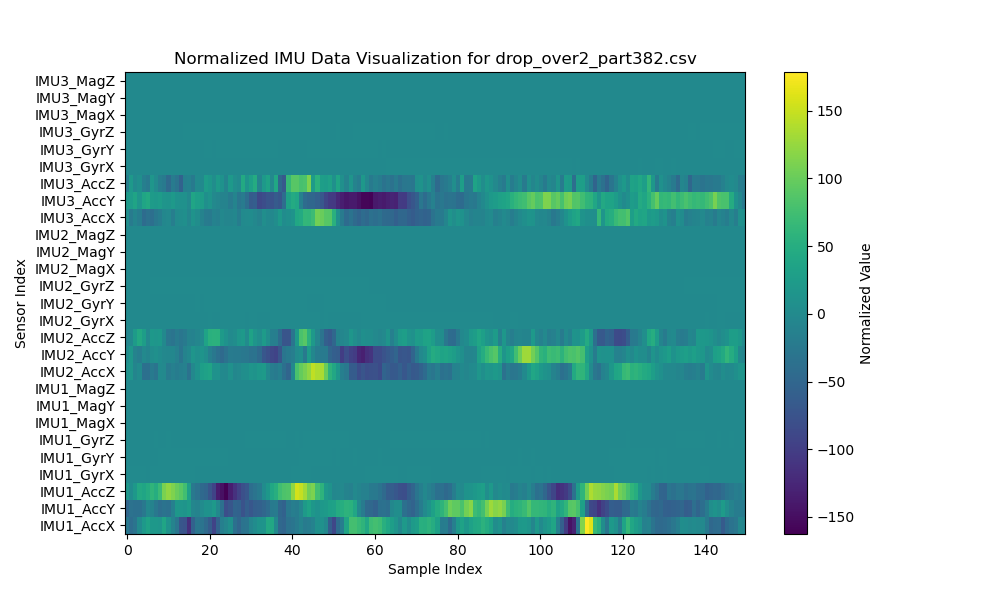 Normalized IMU Data Visualization for drop_over2_part382.csv
IMU3_MagZ
IMU3_MagY
IMU3_MagX
IMU3_GyrZ
IMU3_GyrY
IMU3_GyrX
IMU3_AccZ
IMU3_AccY
IMU3_AccX
IMU2_MagZ
IMU2_MagY
IMU2_MagX
IMU2_GyrZ
IMU2_GyrY
IMU2_GyrX
IMU2_AccZ
IMU2_AccY
IMU2_AccX
IMU1_MagZ
IMU1_MagY
IMU1_MagX
IMU1_GyrZ
IMU1_GyrY
IMU1_GyrX
IMU1_AccZ
IMU1_AccY
IMU1_AccX
Sensor Index
0 20 40 60 80 100 120 140
Sample Index
150
100
50
0
−50
−100
−150
Normalized Value